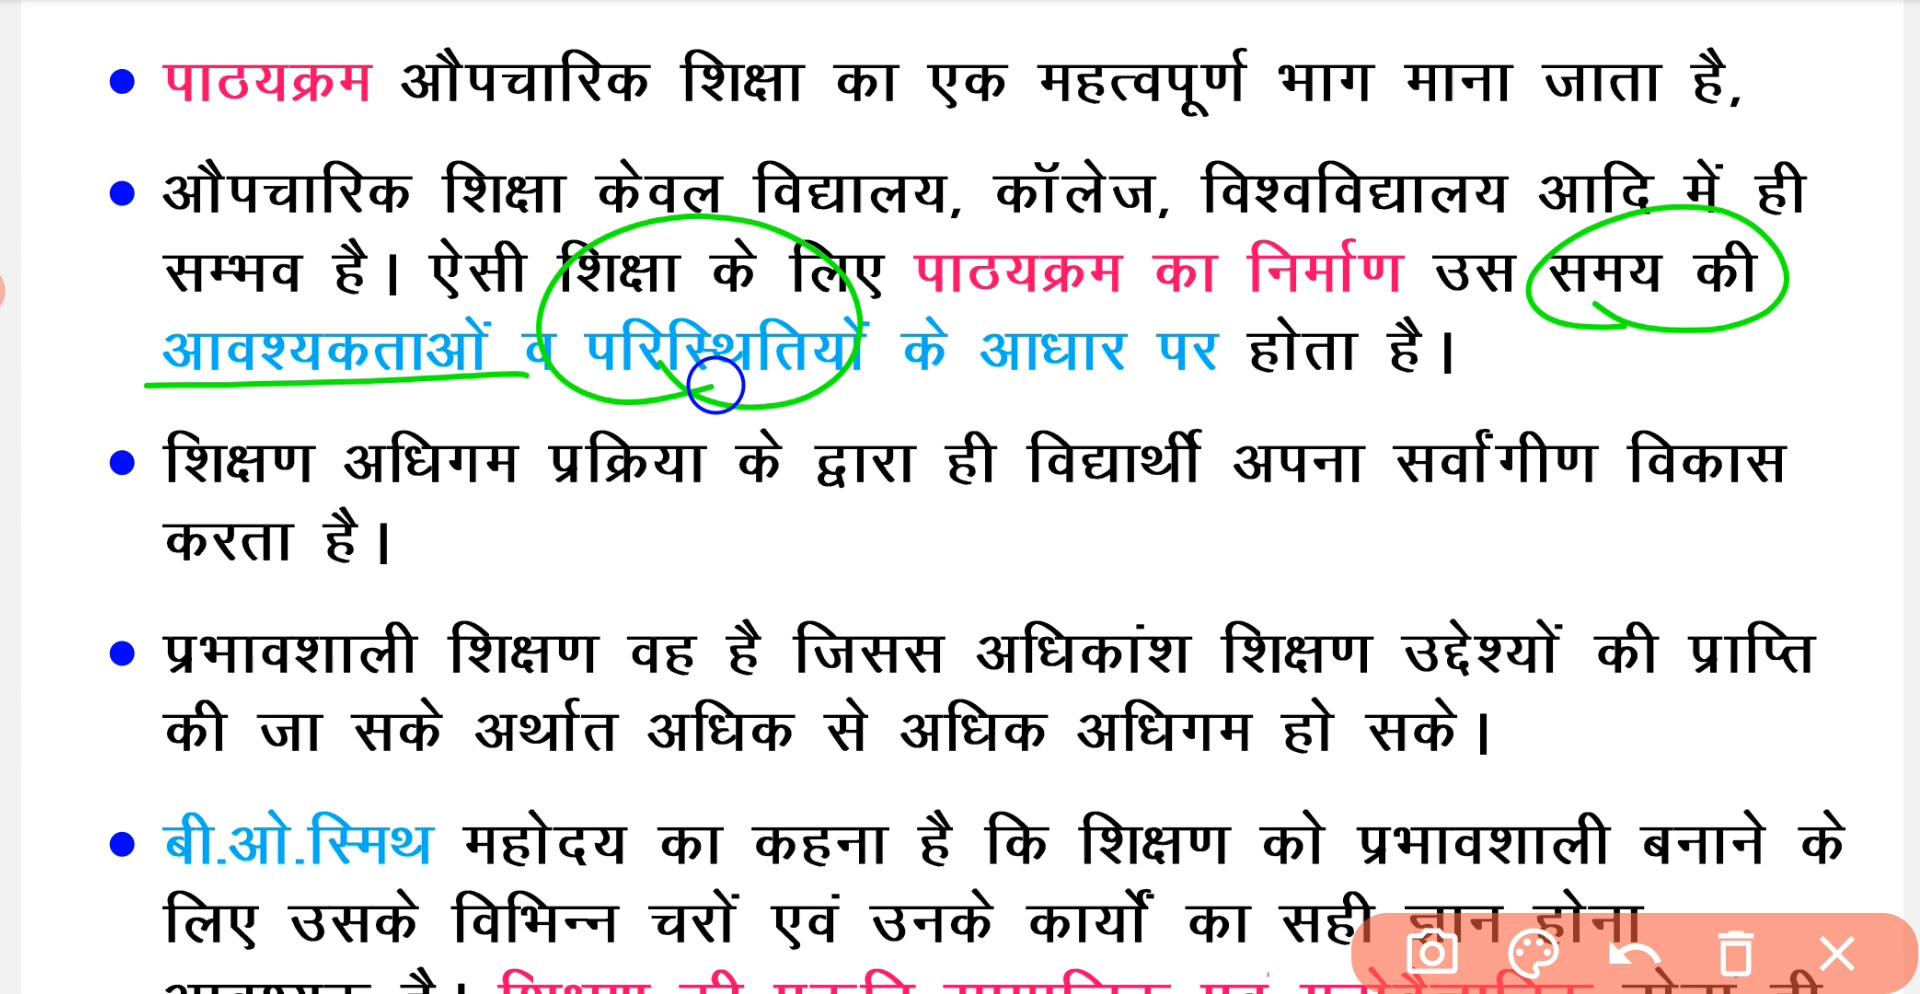 पाठयक्रम औपचारिक शिक्षा का एक महत्वपूर्ण भाग माना जाता है,
औपचारिक शिक्षा केवल विद्यालय, कॉलेज, विश्वविद्यालय आदि में ही
सम्भव है। ऐसी शिक्षा के लिए पाठयक्रम का निर्माण उस समय की
आवश्यकताओं व परिस्थितियों के आधार पर होता है।
शिक्षण अधिगम प्रक्रिया के द्वारा ही विद्यार्थी अपना सर्वांगीण विकास
करता है।
प्रभावशाली शिक्षण वह है जिसस अधिकांश शिक्षण उद्देश्यों की प्राप्ति
की जा सके अर्थात अधिक से अधिक अधिगम हो सके।
बी.ओ.स्मिथ महोदय का कहना है कि शिक्षण को प्रभावशाली बनाने के
लिए उसके विभिन्न चरों एवं उनके कार्यों का सही ज्ञान होना